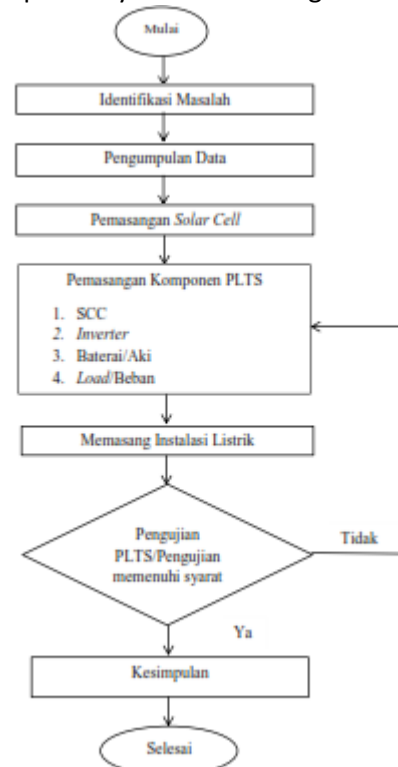 Mulai
Identifikasi Masalah
Pengumpulan Data
Pemasangan Solar Cell
Pemasangan Komponen PLTS
1. SCC
2. Inverter
3. Baterai/Aki
4. Load/Beban
Memasang Instalasi Listrik
Pengujian
PLTS/Pengujian
memenuhi syarat
Tidak
Ya
Kesimpulan
Selesai